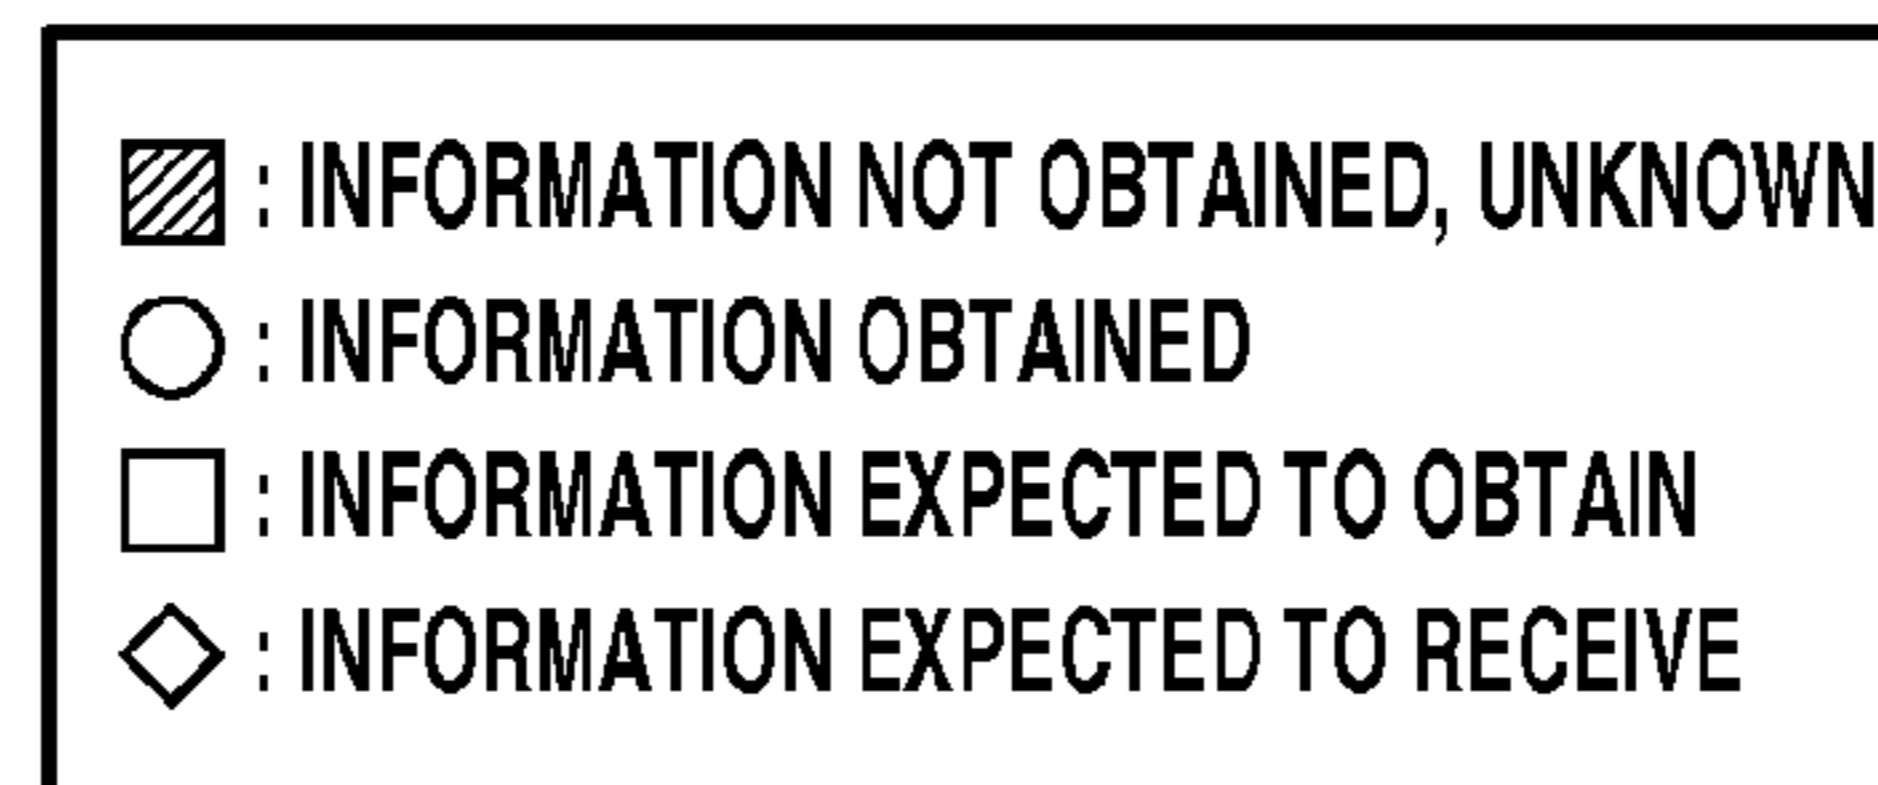 : INFORMATION NOT OBTAINED, UNKNOWN
: INFORMATION OBTAINED
: INFORMATION EXPECTED TO OBTAIN
: INFORMATION EXPECTED TO RECEIVE